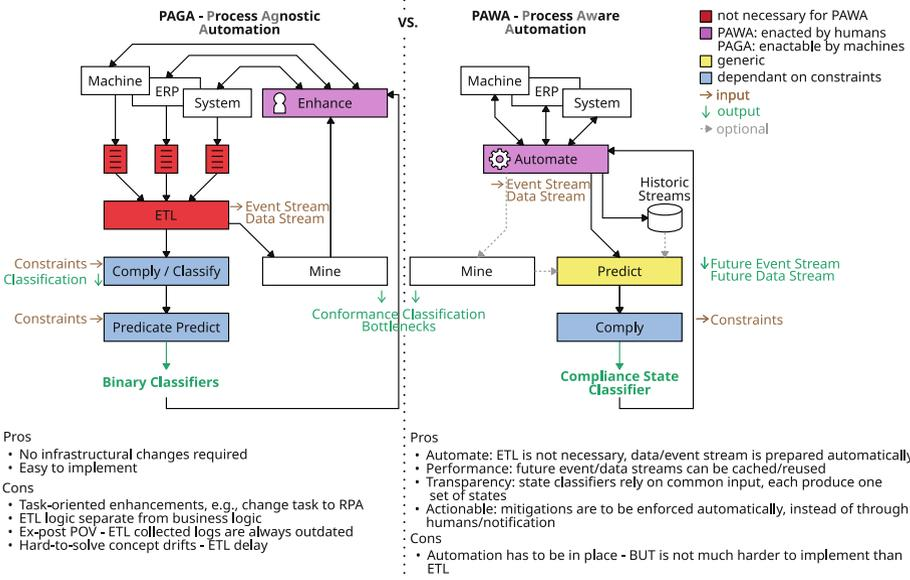 PAGA - Process Agnostic
Automation
VS.
PAWA - Process Aware
Automation
not necessary for PAWA
PAWA: enacted by humans
PAGA: enactable by machines
generic
dependant on constraints
input
output
optional
Machine
ERP
System
Enhance
ETL
Event Stream
Data Stream
Constraints
Classification
Comply / Classify
Mine
Constraints
Predicate Predict
Conformance Classification
Bottlenecks
Binary Classifiers
Machine
ERP
System
Automate
Event Stream
Data Stream
Historic
Streams
Mine
Predict
Future Event Stream
Future Data Stream
Comply
Constraints
Compliance State
Classifier
Pros
• No infrastructural changes required
• Easy to implement
Cons
• Task-oriented enhancements, e.g., change task to RPA
• ETL logic separate from business logic
• Ex-post POV - ETL collected logs are always outdated
• Hard-to-solve concept drifts - ETL delay
Pros
• Automate: ETL is not necessary, data/event stream is prepared automatically
• Performance: future event/data streams can be cached/reused
• Transparency: state classifiers rely on common input, each produce one
set of states
• Actionable: mitigations are to be enforced automatically, instead of through
humans/notification
Cons
• Automation has to be in place - BUT is not much harder to implement than
ETL